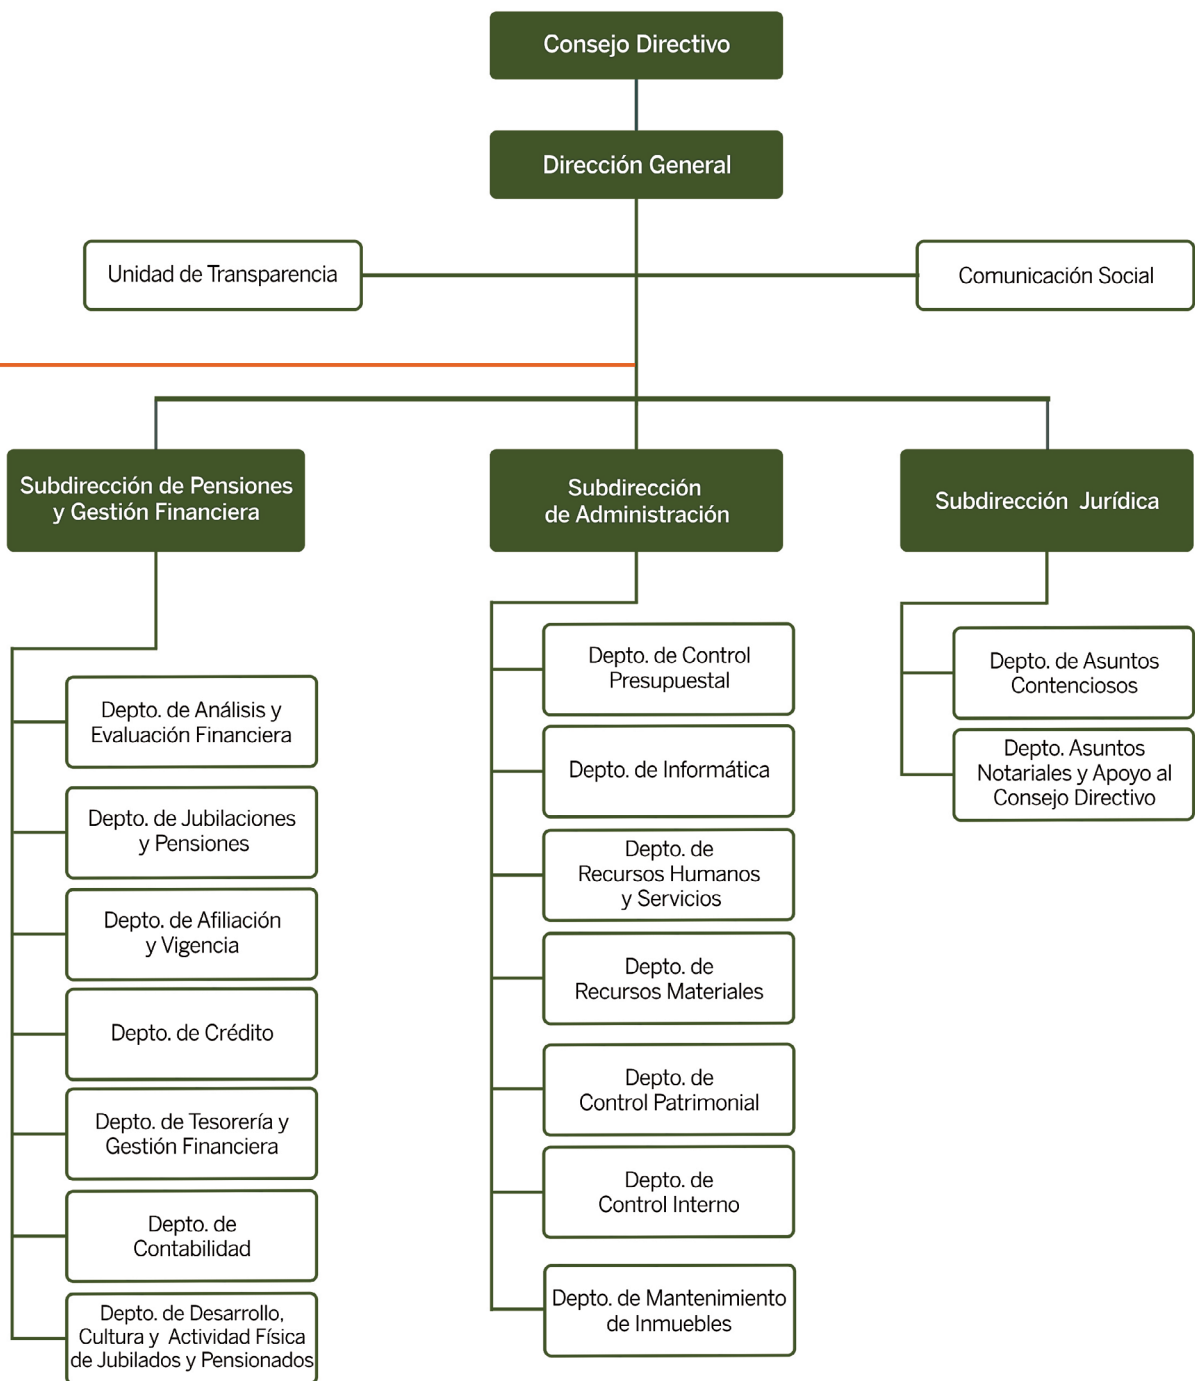 Consejo Directivo
Dirección General
Unidad de Transparencia
Comunicación Social
Subdirección de Pensiones
y Gestión Financiera
Subdirección
de Administración
Subdirección Jurídica
Depto. de Análisis y
Evaluación Financiera
Depto. de Jubilaciones
y Pensiones
Depto. de Afiliación
y Vigencia
Depto. de Crédito
Depto. de Tesorería y
Gestión Financiera
Depto. de
Contabilidad
Depto. de Desarrollo,
Cultura y Actividad Física
de Jubilados y Pensionados
Depto. de Control
Presupuestal
Depto. de Informática
Depto. de
Recursos Humanos
y Servicios
Depto. de
Recursos Materiales
Depto. de
Control Patrimonial
Depto. de
Control Interno
Depto. de Mantenimiento
de Inmuebles
Depto. de Asuntos
Contenciosos
Depto. Asuntos
Notariales y Apoyo al
Consejo Directivo